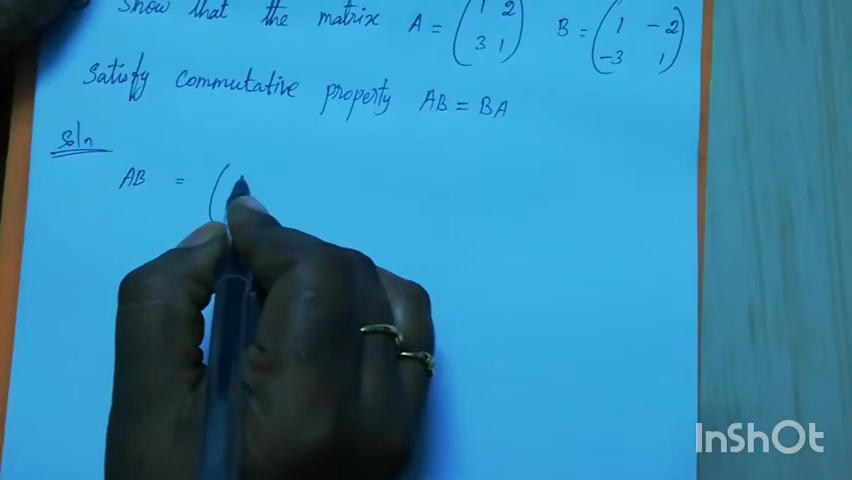 Show that the matrix A = (1 2 B = (1 -2
3 1) -3 1)
Satisfy commutative property AB = BA
Sln
AB = (
InShOt